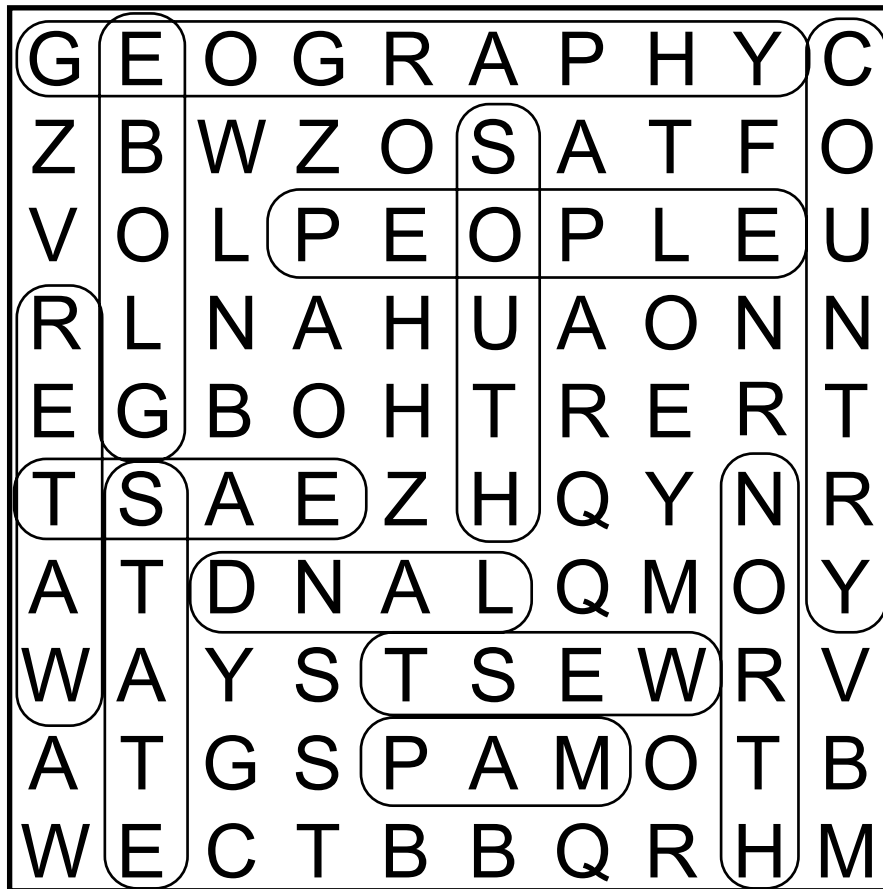 G E O G R A P H Y C
Z B W Z O S A T F O
V O L P E O P L E U
R L N A H U A O N N
E G B O H T R E R T
T S A E Z H Q Y N R
A T D N A L Q M O Y
W A Y S T S E W R V
A T G S P A M O T B
W E C T B B Q R H M